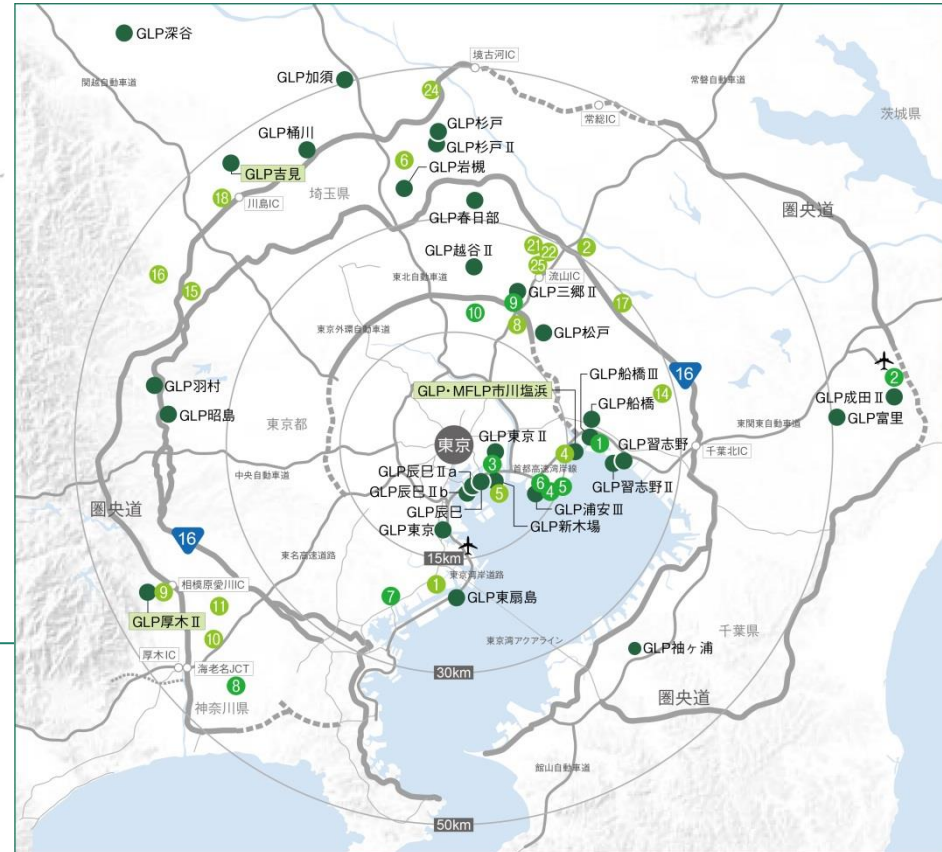 GLP深谷
境古河IC
関越自動車道
GLP加須
常磐自動車道
24
常総IC
茨城県
GLP杉戸
GLP桶川
GLP杉戸Ⅱ
6
GLP吉見
GLP岩槻
埼玉県
18
川島IC
GLP春日部
圏央道
21
22
2
GLP越谷Ⅱ
25
16
東北自動車道
流山IC
15
GLP三郷Ⅱ
9
17
10
8
東京外環自動車道
GLP松戸
GLP船橋Ⅲ
16
2
GLP羽村
GLP・MFLP市川塩浜
GLP船橋
14
GLP成田Ⅱ
GLP昭島
GLP富里
東京都
東京
GLP東京Ⅱ
1
GLP習志野
東関東自動車道
千葉北IC
4
3
首都高速湾岸線
中央自動車道
GLP辰巳Ⅱa
GLP習志野Ⅱ
GLP辰巳Ⅱb
5
6
4
5
GLP浦安Ⅲ
圏央道
GLP辰巳
GLP新木場
GLP東京
16
東名高速道路
15km
東京湾岸道路
相模原愛川IC
9
7
1
GLP東扇島
11
GLP厚木Ⅱ
10
東京湾アクアライン
千葉県
GLP袖ヶ浦
厚木IC
海老名JCT
30km
8
圏央道
神奈川県
館山自動車道
50km